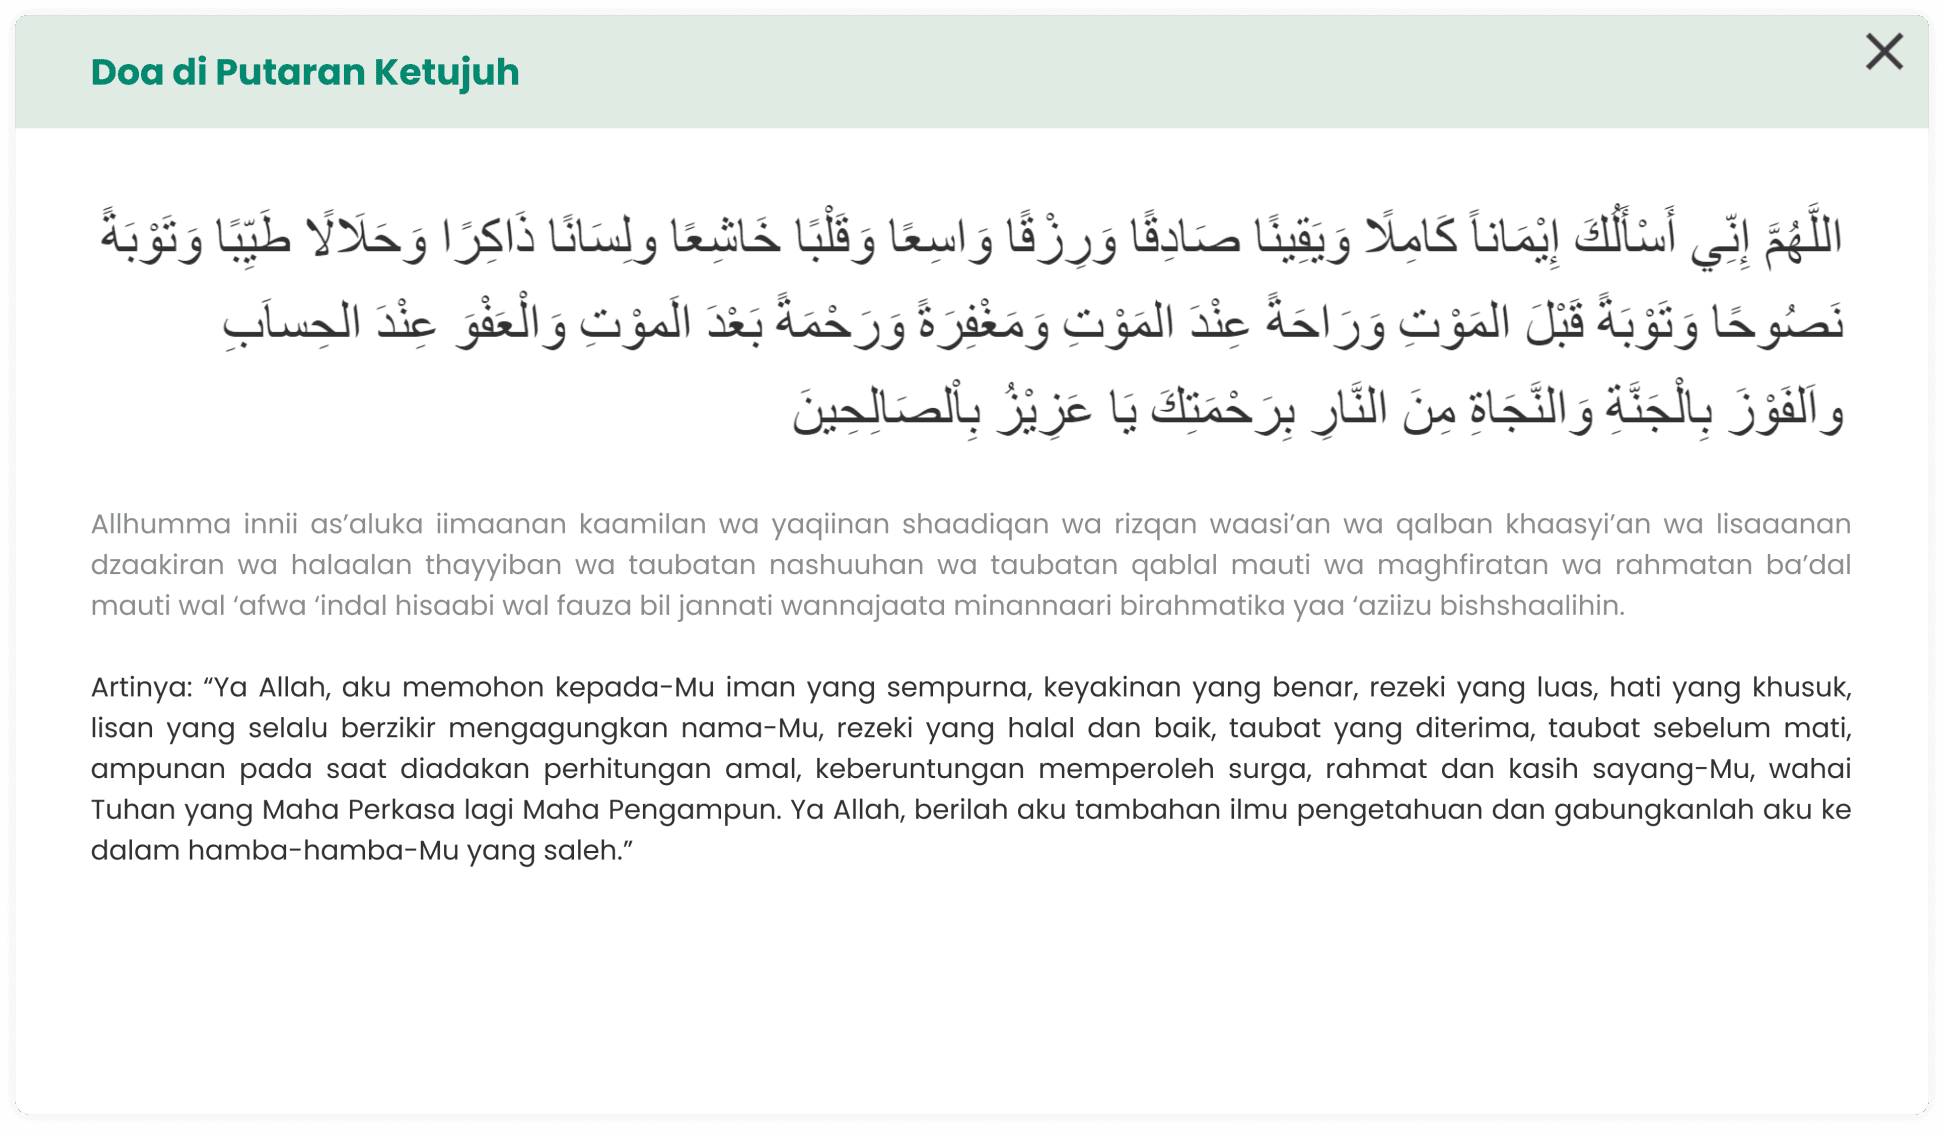 Doa di Putaran Ketujuh
اللَّهُمَّ إِنِّي أَسْأَلُكَ إِيْمَاناً كَامِلًا وَيَقِينًا صَادِقًا وَرِزْقًا وَاسِعًا وَقَلْبًا خَاشِعًا ولِسَانًا ذَاكِرًا وَحَلَالًا طَيِّبًا وَتَوْبَةً
نَصُوحًا وَتَوْبَةً قَبْلَ المَوْتِ وَرَاحَةً عِنْدَ المَوْتِ وَمَغْفِرَةً وَرَحْمَةً بَعْدَ الَموْتِ وَالْعَفْوَ عِنْدَ الحِساَبِ
واَلفَوْزَ بِالْجَنَّةِ وَالنَّجَاةِ مِنَ النَّارِ بِرَحْمَتِكَ يَا عَزِيْزُ بِاْلصَالِحِينَ
Allhumma innii as’aluka iimaanan kaamilan wa yaqiinan shaadiqan wa rizqan waasi’an wa qalban khaasyi’an wa lisaaanan
dzaakiran wa halaalan thayyiban wa taubatan nashuuhan wa taubatan qablal mauti wa maghfiratan wa rahmatan ba’dal
mauti wal ‘afwa ‘indal hisaabi wal fauza bil jannati wannajaata minannaari birahmatika yaa ‘aziizu bishshaalihin.
Artinya: “Ya Allah, aku memohon kepada-Mu iman yang sempurna, keyakinan yang benar, rezeki yang luas, hati yang khusuk,
lisan yang selalu berzikir mengagungkan nama-Mu, rezeki yang halal dan baik, taubat yang diterima, taubat sebelum mati,
ampunan pada saat diadakan perhitungan amal, keberuntungan memperoleh surga, rahmat dan kasih sayang-Mu, wahai
Tuhan yang Maha Perkasa lagi Maha Pengampun. Ya Allah, berilah aku tambahan ilmu pengetahuan dan gabungkanlah aku ke
dalam hamba-hamba-Mu yang saleh.”